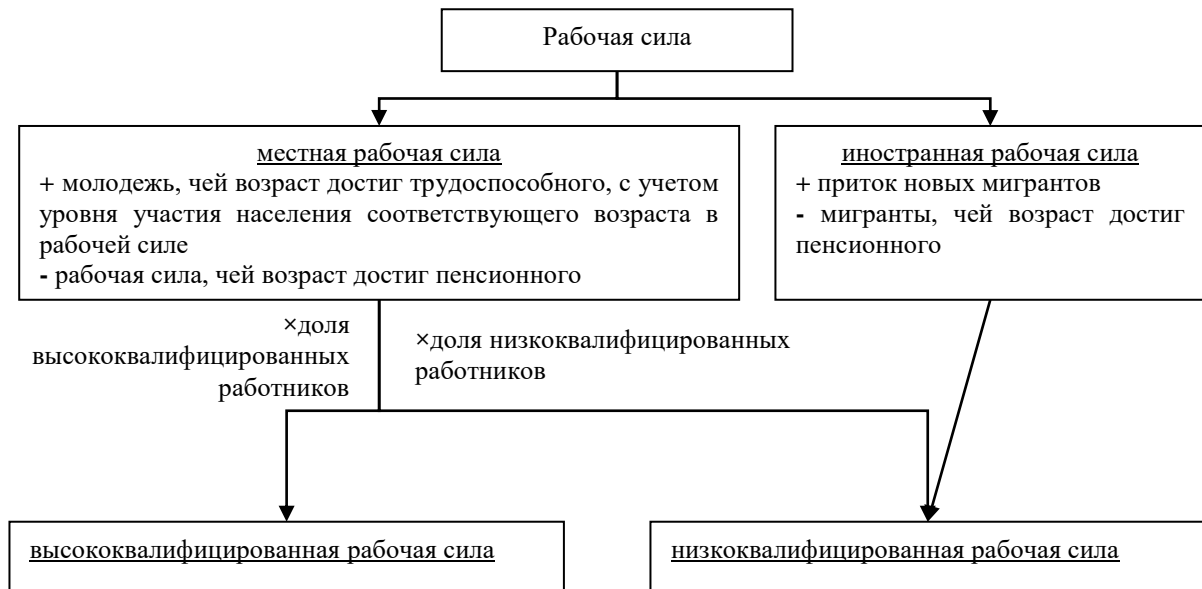 Рабочая сила
местная рабочая сила
+ молодежь, чей возраст достиг трудоспособного, с учетом
уровня участия населения соответствующего возраста в
рабочей силе
- рабочая сила, чей возраст достиг пенсионного
иностранная рабочая сила
+ приток новых мигрантов
- мигранты, чей возраст достиг
пенсионного
×доля
высококвалифицированных
работников
×доля низкоквалифицированных
работников
высококвалифицированная рабочая сила
низкоквалифицированная рабочая сила